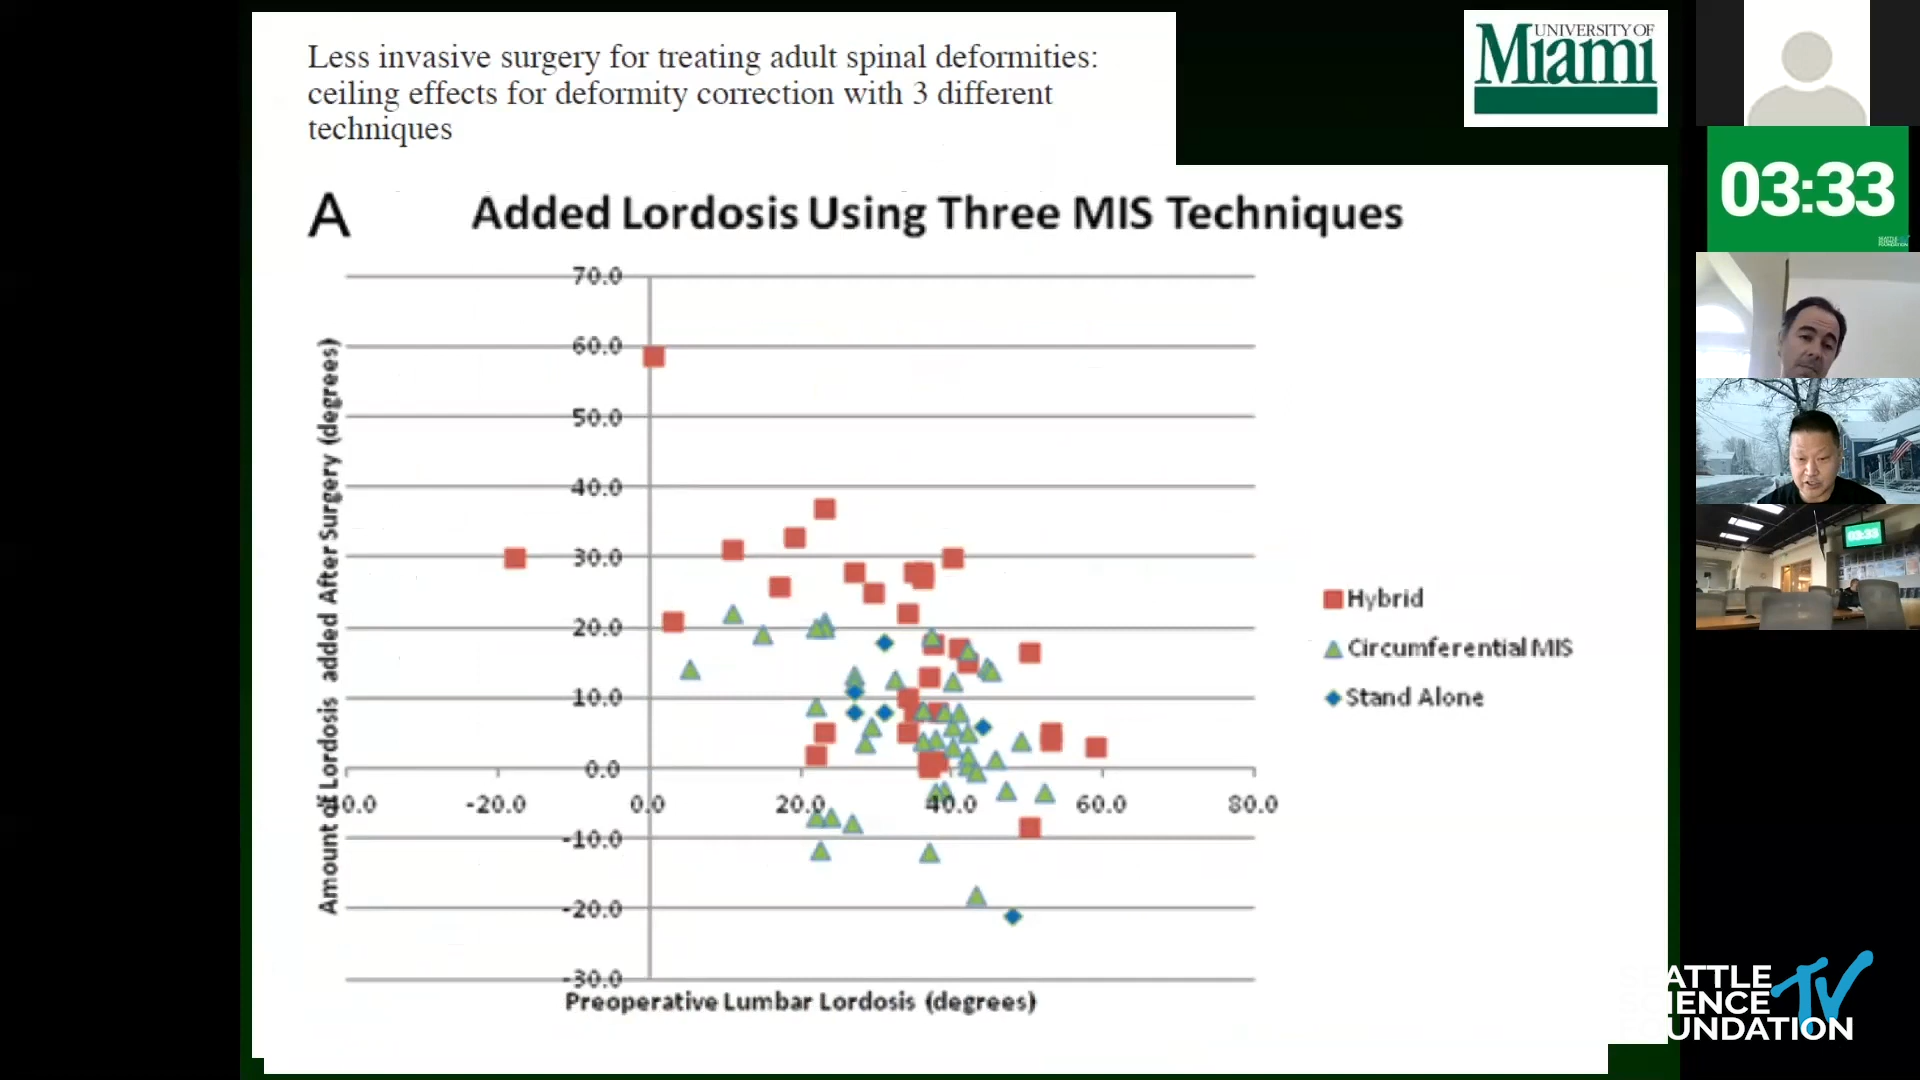 Less invasive surgery for treating adult spinal deformities:
ceiling effects for deformity correction with 3 different
techniques
UNIVERSITY OF
Miami
03:33
A
Added Lordosis Using Three MIS Techniques
70.0
60.0
50.0
40.0
30.0
20.0
10.0
0.0
-20.0
0.0
20.0
40.0
60.0
80.0
-10.0
-20.0
-30.0
Amount of Lordosis added After Surgery (degrees)
Preoperative Lumbar Lordosis (degrees)
Hybrid
Circumferential MIS
Stand Alone
03:33
SEATTLE
SCIENCE
FOUNDATION
TV